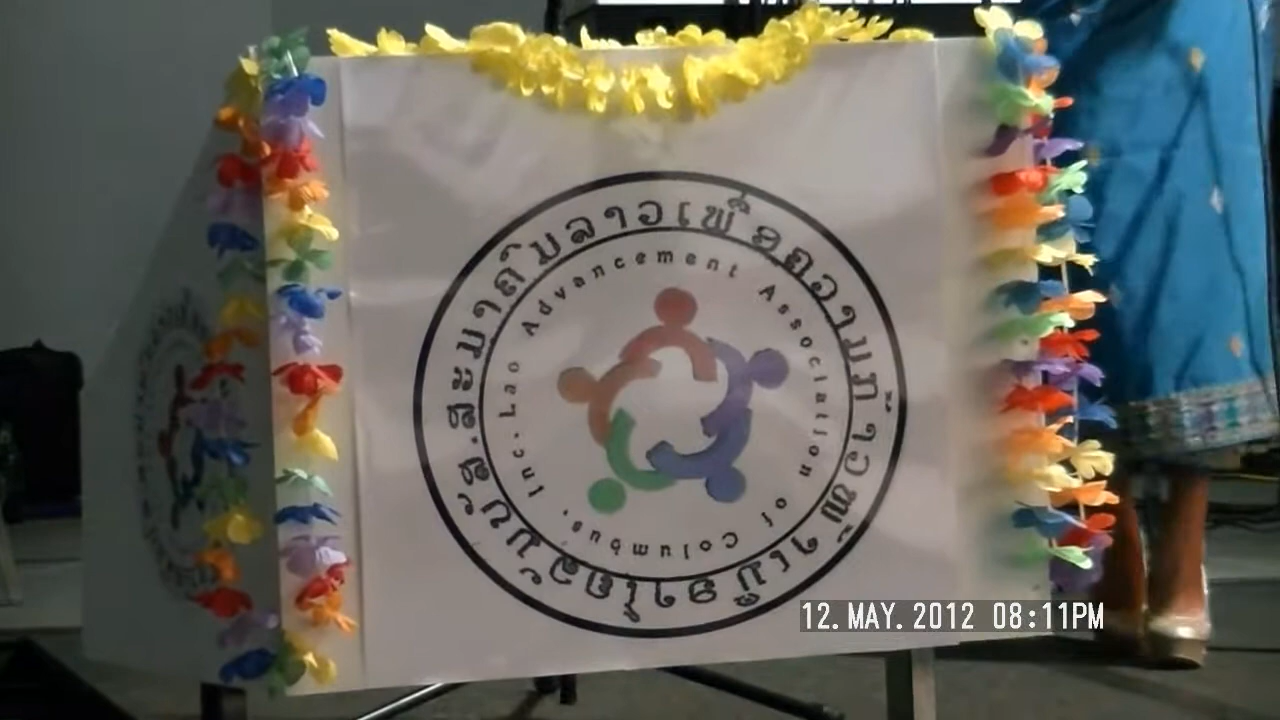 ສະມາຄົມລາວເພື່ອຄວາມກ້າວໜ້າ
Lao Advancement Association of Columbus, Inc.
12. MAY. 2012 08:11PM